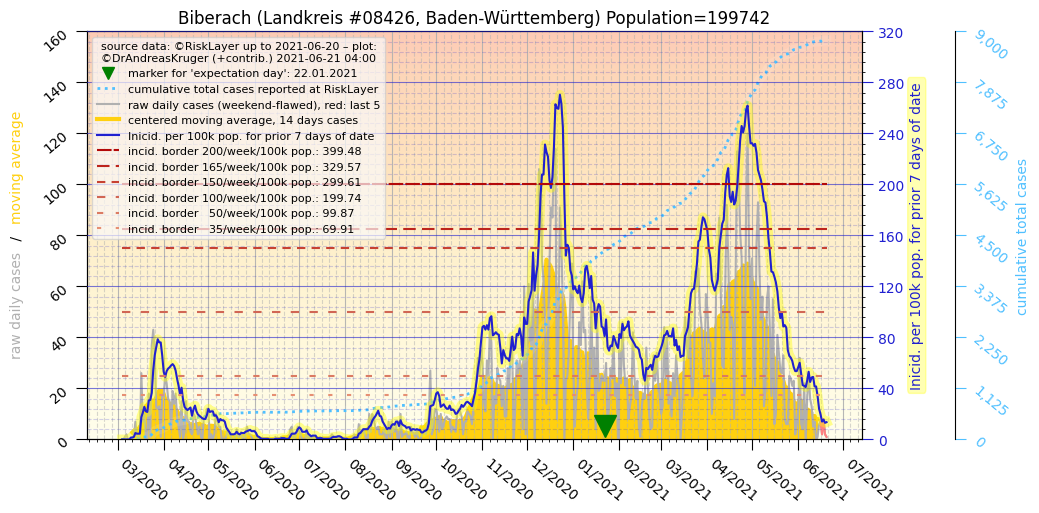 Biberach (Landkreis #08426, Baden-Württemberg) Population=199742
source data: ©RiskLayer up to 2021-06-20 – plot:
©DrAndreasKruger (+contrib.) 2021-06-21 04:00
marker for 'expectation day': 22.01.2021
cumulative total cases reported at RiskLayer
raw daily cases (weekend-flawed), red: last 5
centered moving average, 14 days cases
Inicid. per 100k pop. for prior 7 days of date
incid. border 200/week/100k pop.: 399.48
incid. border 165/week/100k pop.: 329.57
incid. border 150/week/100k pop.: 299.61
incid. border 100/week/100k pop.: 199.74
incid. border   50/week/100k pop.: 99.87
incid. border   35/week/100k pop.: 69.91
raw daily cases / moving average
160
140
120
100
80
60
40
20
0
320
280
240
200
160
120
80
40
0
Inicid. per 100k pop. for prior 7 days of date
9,000
7,875
6,750
5,625
4,500
3,375
2,250
1,125
0
cumulative total cases
03/2020
04/2020
05/2020
06/2020
07/2020
08/2020
09/2020
10/2020
11/2020
12/2020
01/2021
02/2021
03/2021
04/2021
05/2021
06/2021
07/2021